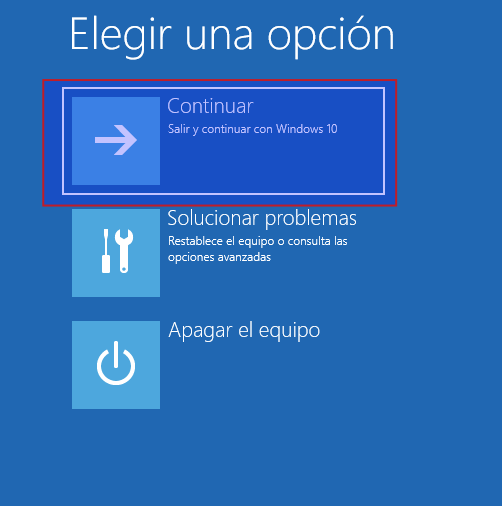 Elegir una opción
Continuar
Salir y continuar con Windows 10
Solucionar problemas
Restablece el equipo o consulta las
opciones avanzadas
Apagar el equipo